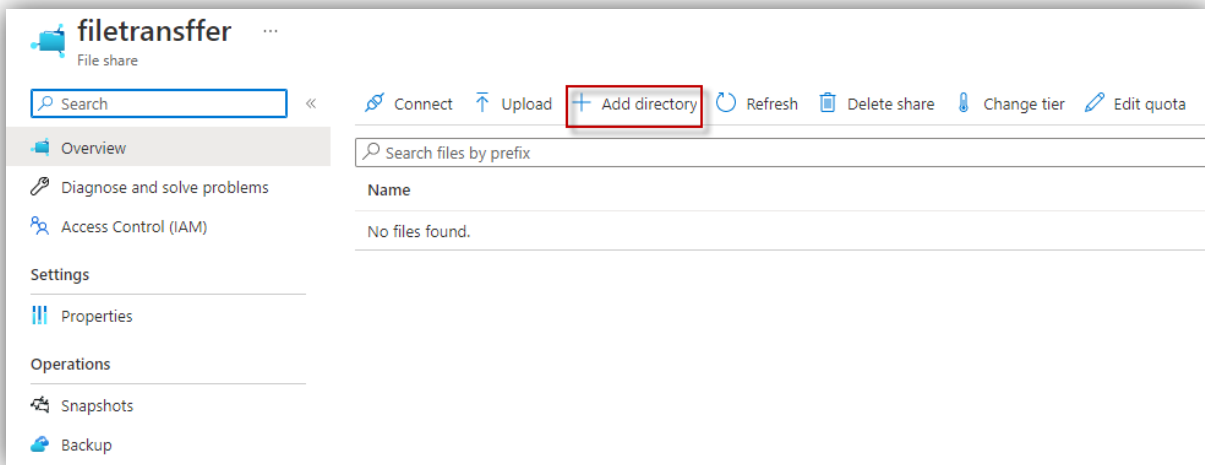 filetransffer ...
File share
Search «
Connect Upload Add directory Refresh Delete share Change tier Edit quota
Overview
Search files by prefix
Diagnose and solve problems
Name
Access Control (IAM)
No files found.
Settings
Properties
Operations
Snapshots
Backup